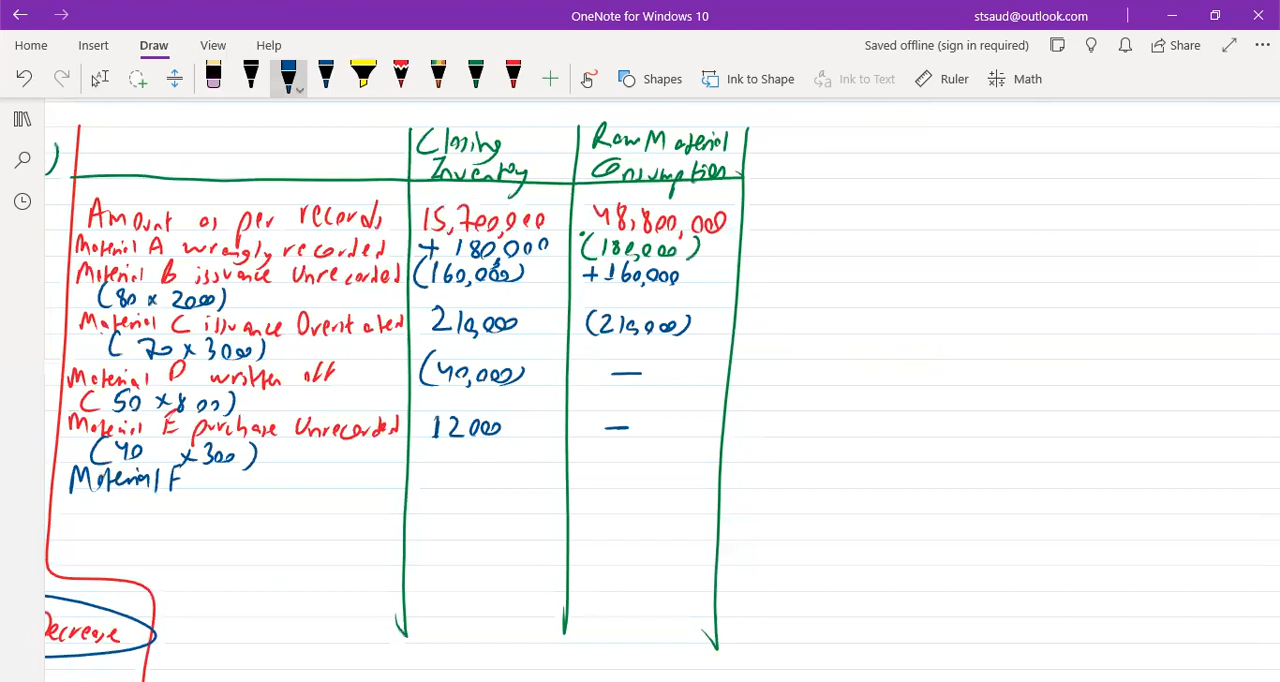 OneNote for Windows 10
stsaud@outlook.com
Home Insert Draw View Help
Saved offline (sign in required) Share
Shapes Ink to Shape Ink to Text Ruler Math
) Closing Inventory Raw Material Consumption
Amount as per records 15,700,000 48,800,000
Material A wrongly recorded + 180,000 (180,000)
Material B issuance Unrecorded (160,000) +160,000
(80 x 2000)
Material C issuance Overstated 210,000 (210,000)
(70 x 3000)
Material D written off (40,000) —
(50 x 800)
Material E purchase Unrecorded 12000 —
(40 x 300)
Material F
Decrease